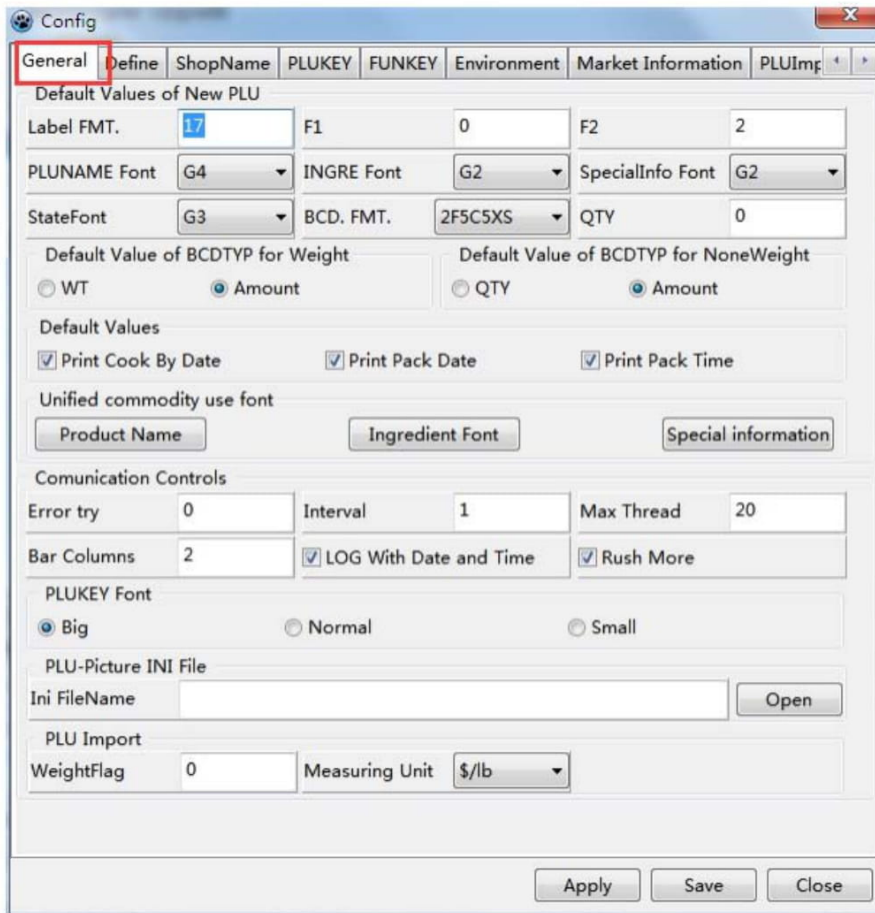 Config
General Define ShopName PLUKEY FUNKEY Environment Market Information PLUImp
Default Values of New PLU
Label FMT. 17 F1 0 F2 2
PLUNAME Font G4 INGRE Font G2 SpecialInfo Font G2
StateFont G3 BCD. FMT. 2F5C5XS QTY 0
Default Value of BCDTYP for Weight Default Value of BCDTYP for NoneWeight
WT Amount QTY Amount
Default Values
Print Cook By Date Print Pack Date Print Pack Time
Unified commodity use font
Product Name Ingredient Font Special information
Comunication Controls
Error try 0 Interval 1 Max Thread 20
Bar Columns 2 LOG With Date and Time Rush More
PLUKEY Font
Big Normal Small
PLU-Picture INI File
Ini FileName Open
PLU Import
WeightFlag 0 Measuring Unit $/lb
Apply Save Close